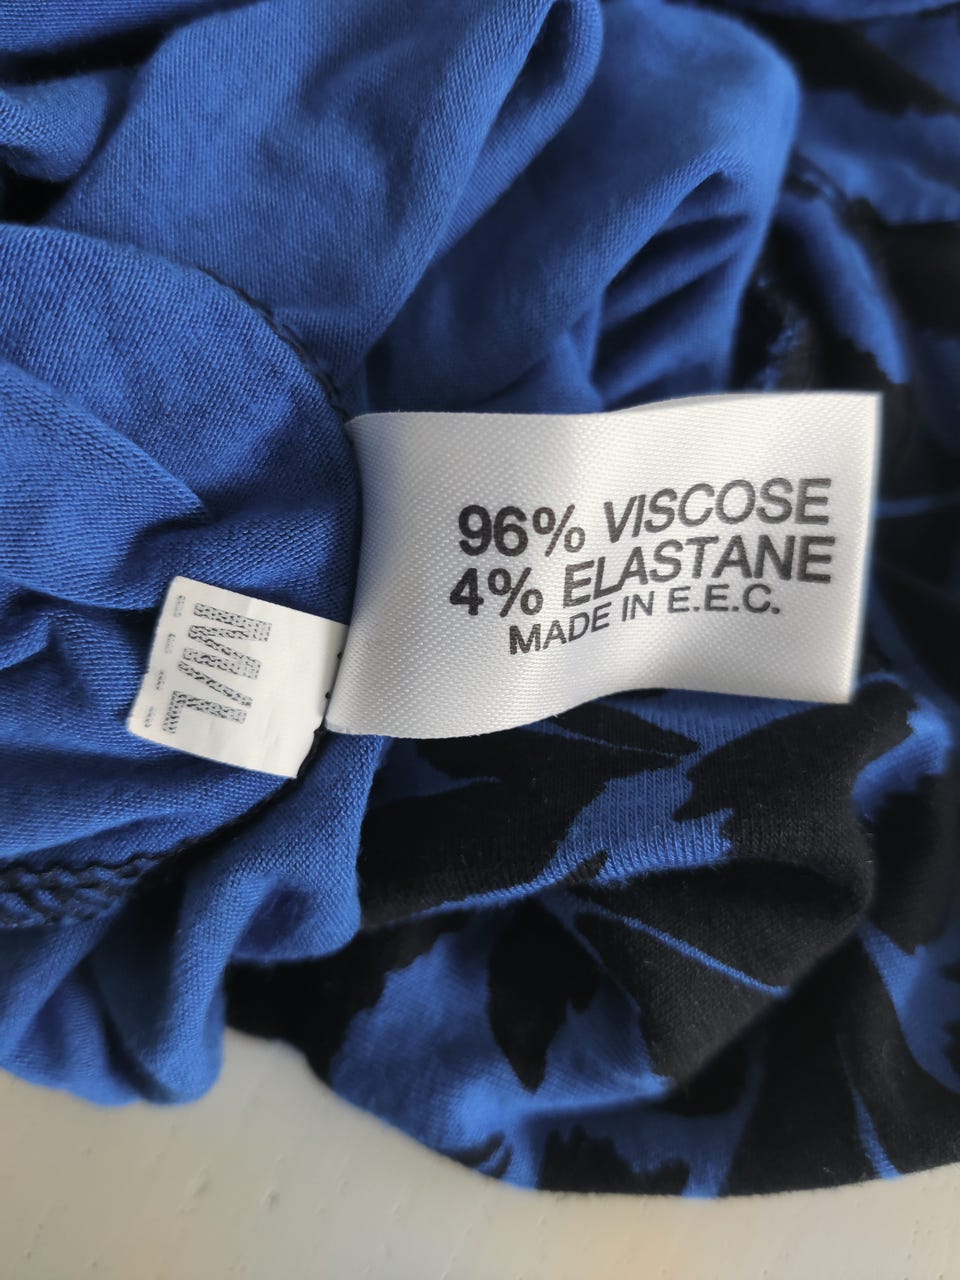 96% VISCOSE
4% ELASTANE
MADE IN E.E.C.
M/L